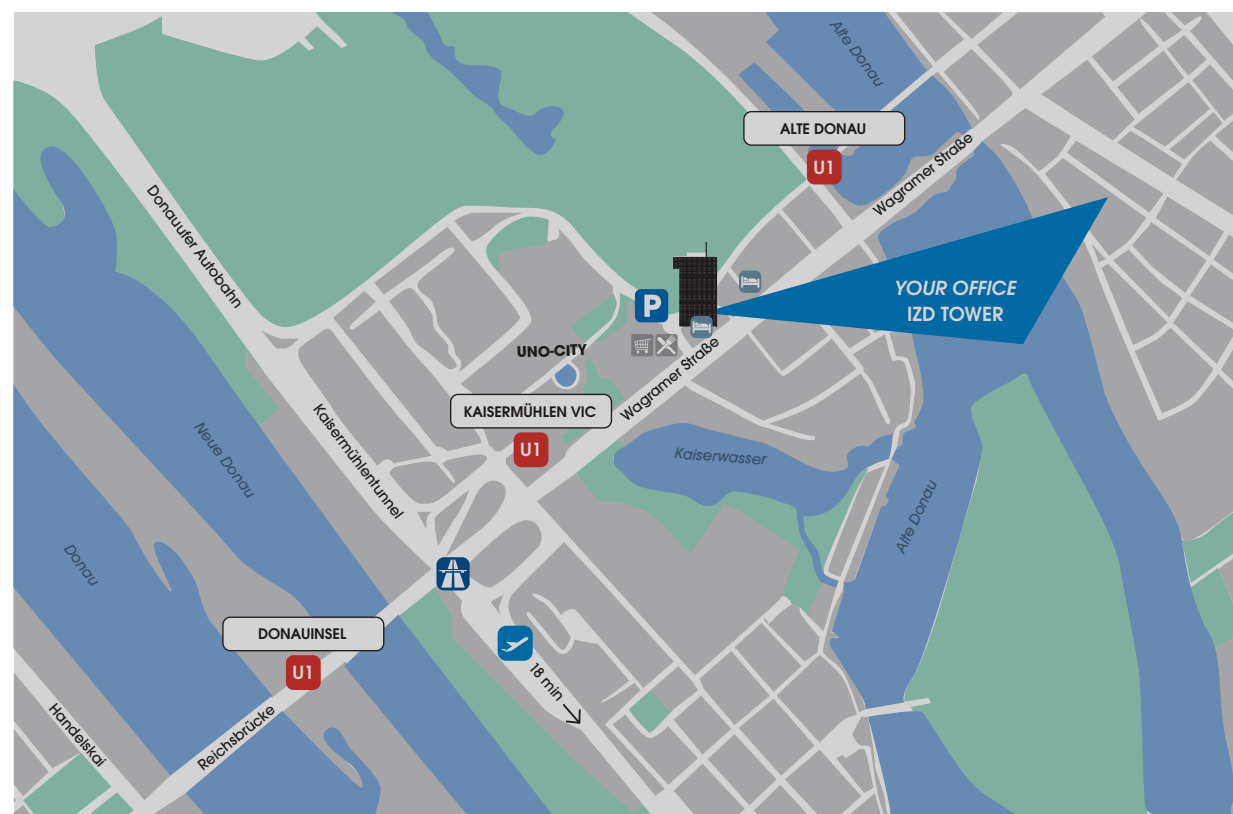 Alte Donau
ALTE DONAU
U1
Wagramer Straße
Donauufer Autobahn
YOUR OFFICE
IZD TOWER
P
UNO-CITY
Wagramer Straße
KAISERMÜHLEN VIC
U1
Kaisermühlentunnel
Neue Donau
Kaiserwasser
Alte Donau
Donau
DONAUINSEL
U1
18 min
Handelskai
Reichsbrücke